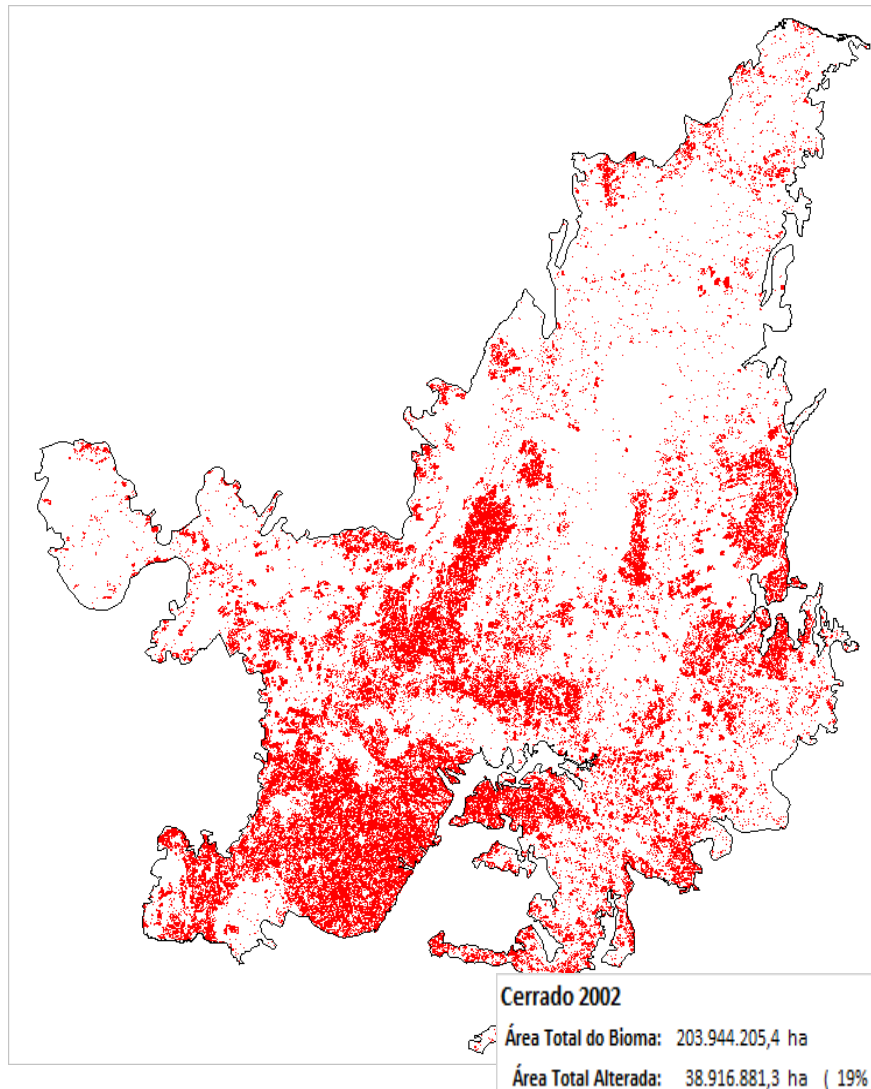 Cerrado 2002
Área Total do Bioma: 203.944.205,4 ha
Área Total Alterada: 38.916.881,3 ha ( 19%